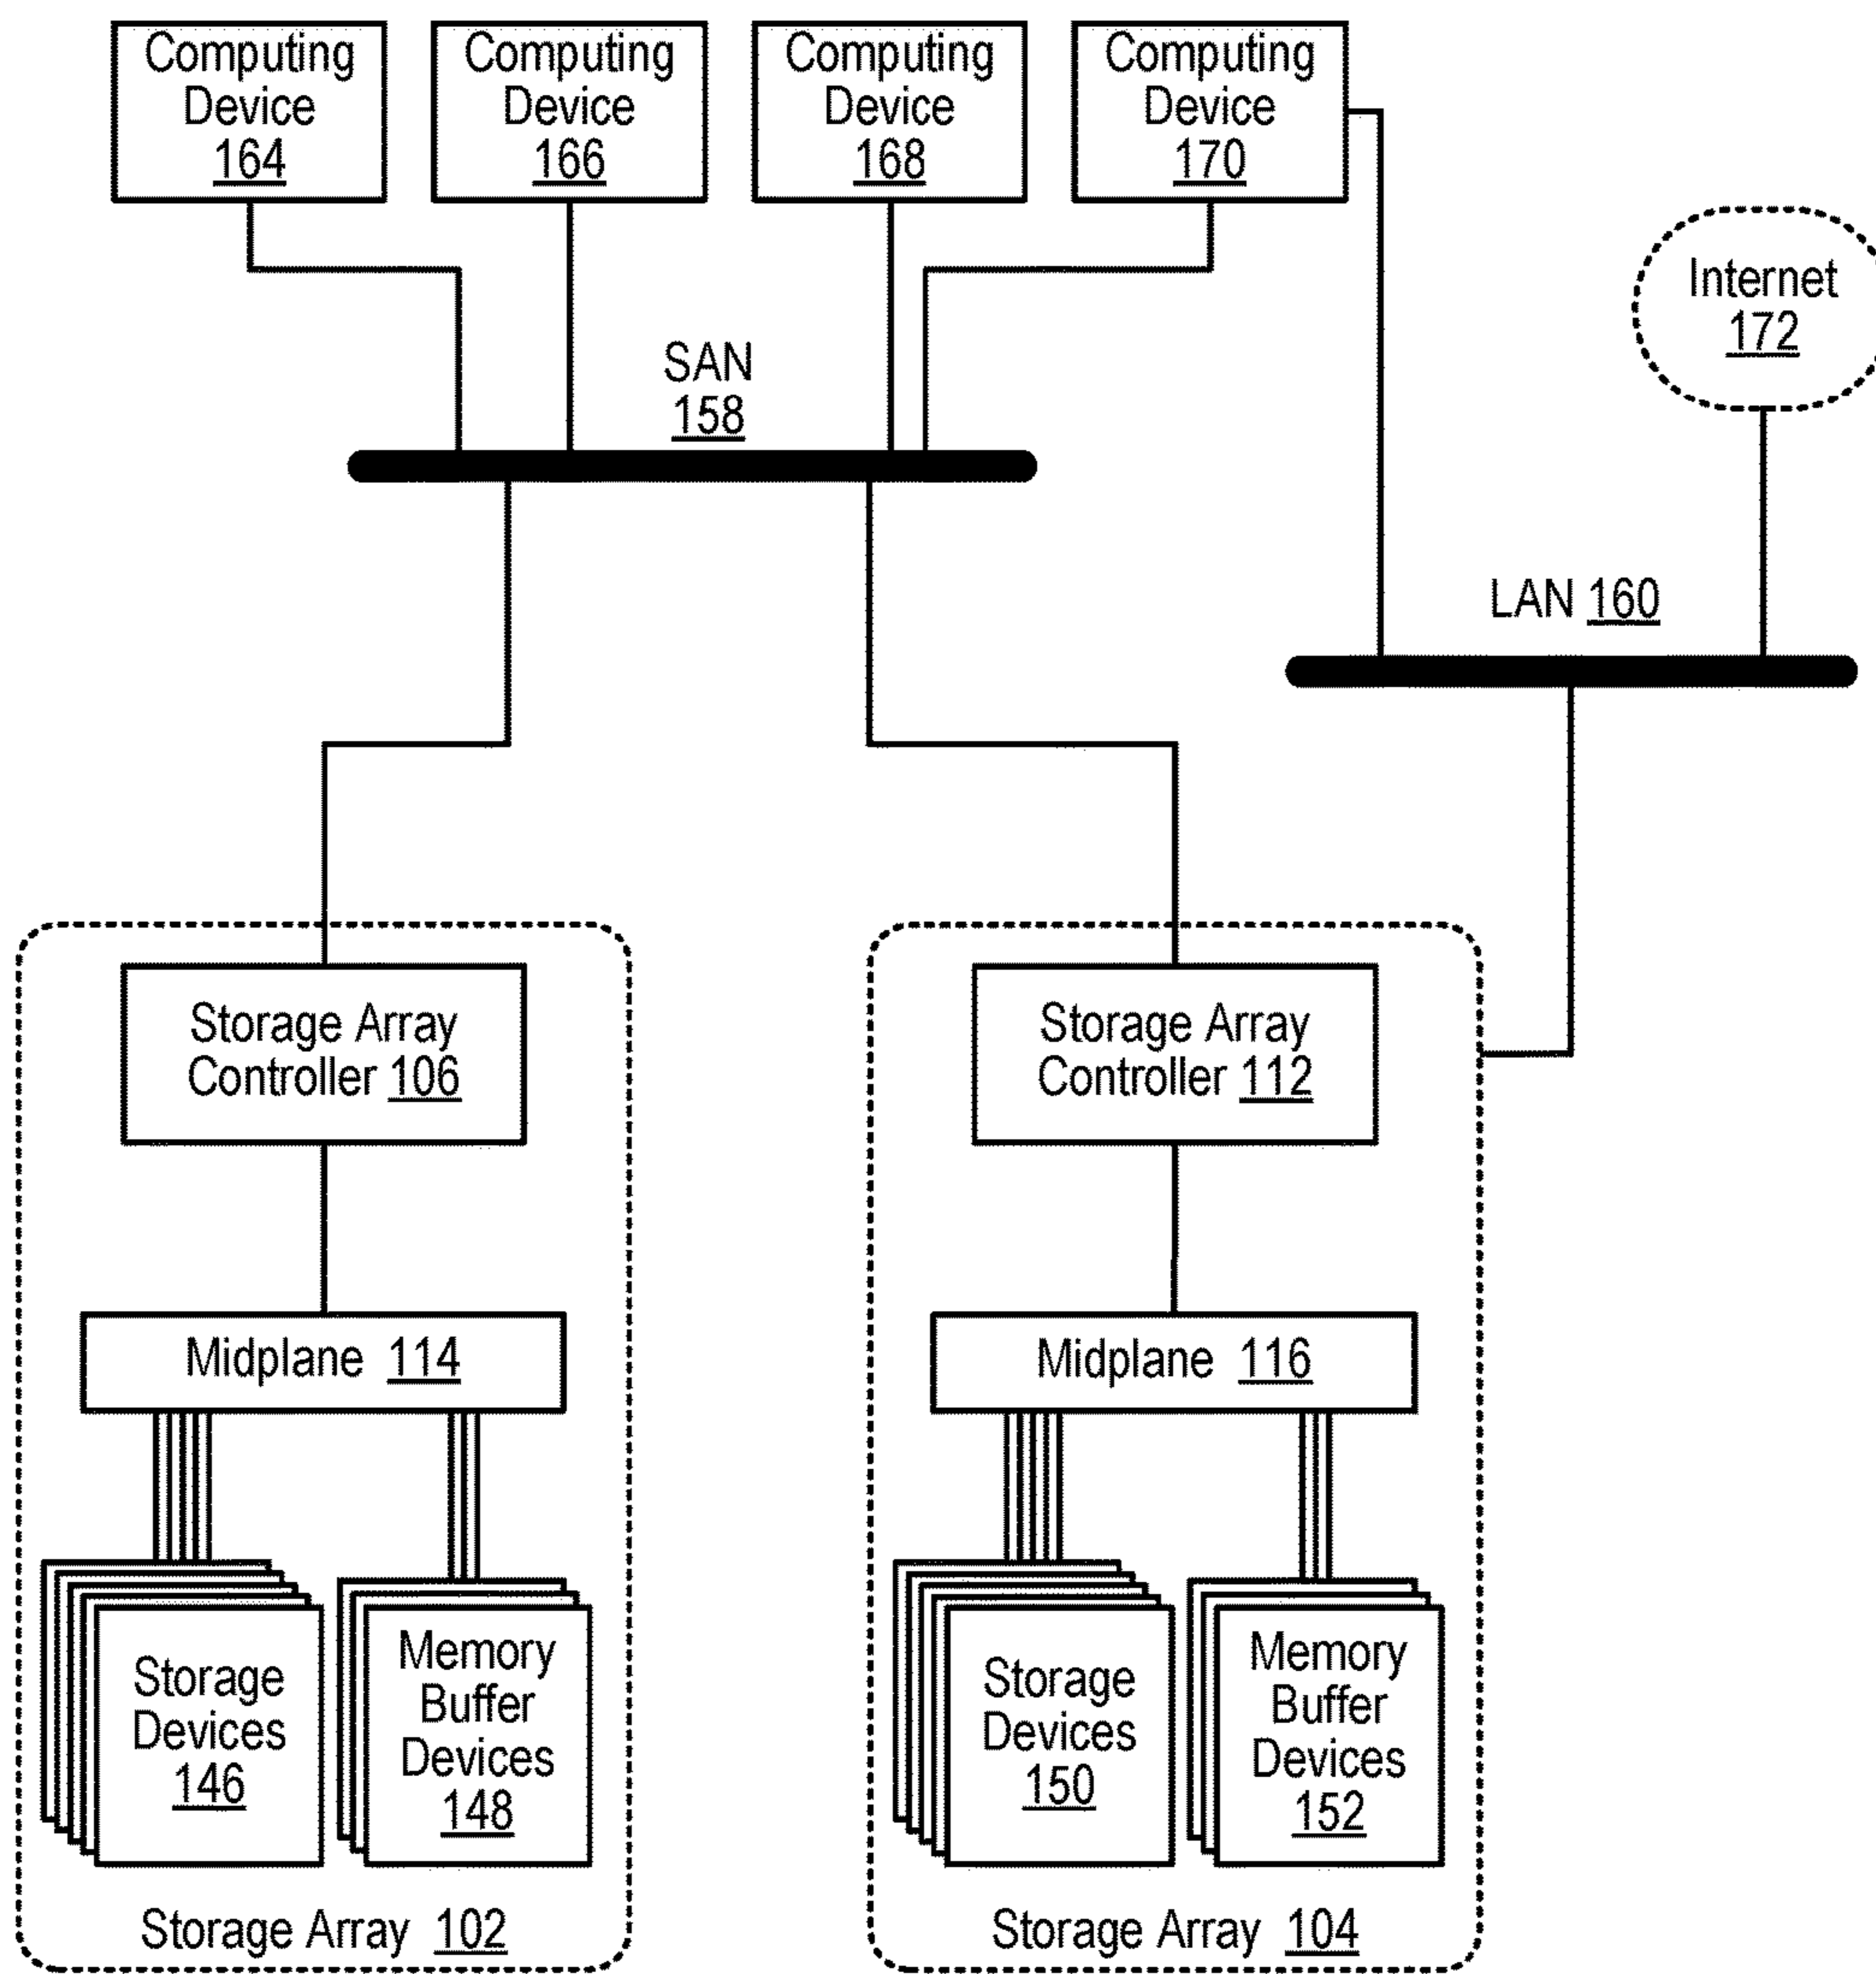 Computing
Device
164
Computing
Device
166
Computing
Device
168
Computing
Device
170
Internet
172
SAN
158
LAN 160
Storage Array
Controller 106
Storage Array
Controller 112
Midplane 114
Midplane 116
Storage
Devices
146
Memory
Buffer
Devices
148
Storage
Devices
150
Memory
Buffer
Devices
152
Storage Array 102
Storage Array 104